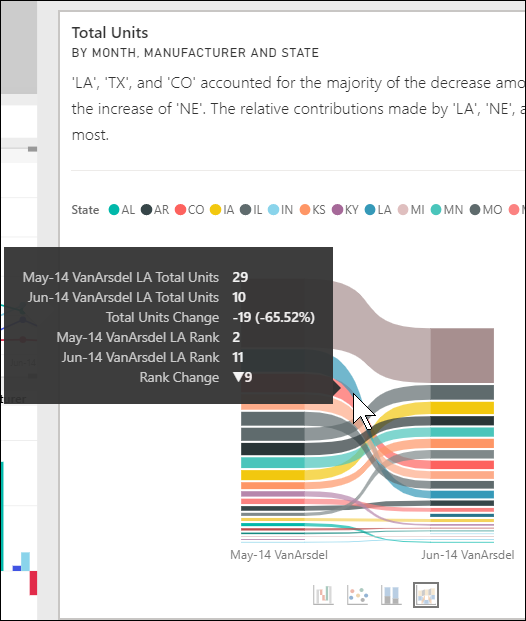 Total Units
BY MONTH, MANUFACTURER AND STATE
'LA', 'TX', and 'CO' accounted for the majority of the decrease amo
the increase of 'NE'. The relative contributions made by 'LA', 'NE', a
most.
State AL AR CO IA IL IN KS KY LA MI MN MO M
May-14 VanArsdel LA Total Units 29
Jun-14 VanArsdel LA Total Units 10
Total Units Change -19 (-65.52%)
May-14 VanArsdel LA Rank 2
Jun-14 VanArsdel LA Rank 11
Rank Change ▼9
May-14 VanArsdel Jun-14 VanArsdel